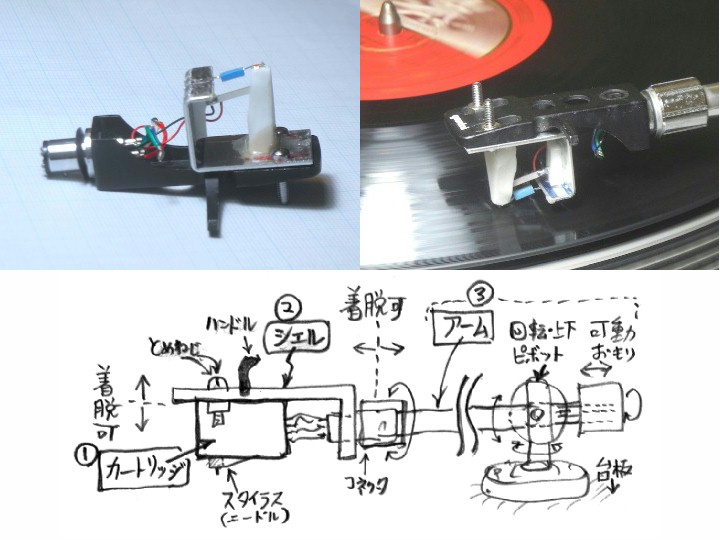 ②
シェル
ハンドル
とめねじ
着脱可
③
アーム
着脱可
回転・上下
ピボット
可動
おもり
①
カートリッジ
スタイラス
(ニードル)
コネック
台板